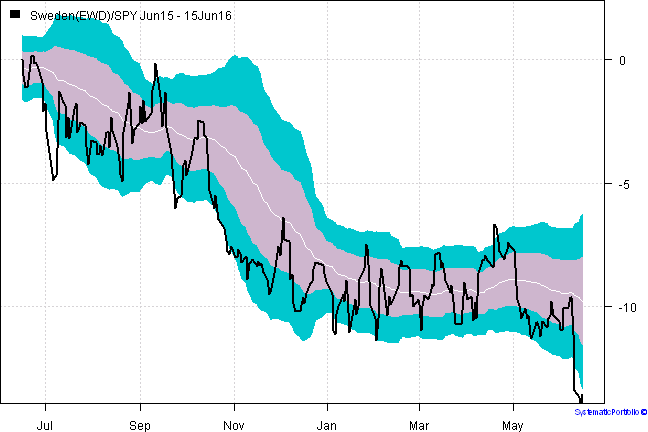 Sweden(EWD)/SPY Jun15 - 15Jun16
0
-5
-10
SystematicPortfolio ©
Jul Sep Nov Jan Mar May